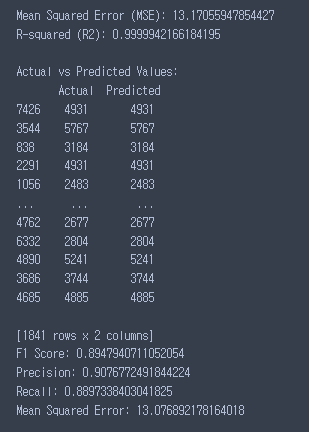 Mean Squared Error (MSE): 13.17055947854427
R-squared (R2): 0.9999942166184195
Actual vs Predicted Values:
Actual Predicted
7426 4931 4931
3544 5767 5767
838 3184 3184
2291 4931 4931
1056 2483 2483
... ... ...
4762 2677 2677
6332 2804 2804
4890 5241 5241
3686 3744 3744
4685 4885 4885
[1841 rows x 2 columns]
F1 Score: 0.8947940711052054
Precision: 0.9076772491844224
Recall: 0.8897338403041825
Mean Squared Error: 13.076892178164018